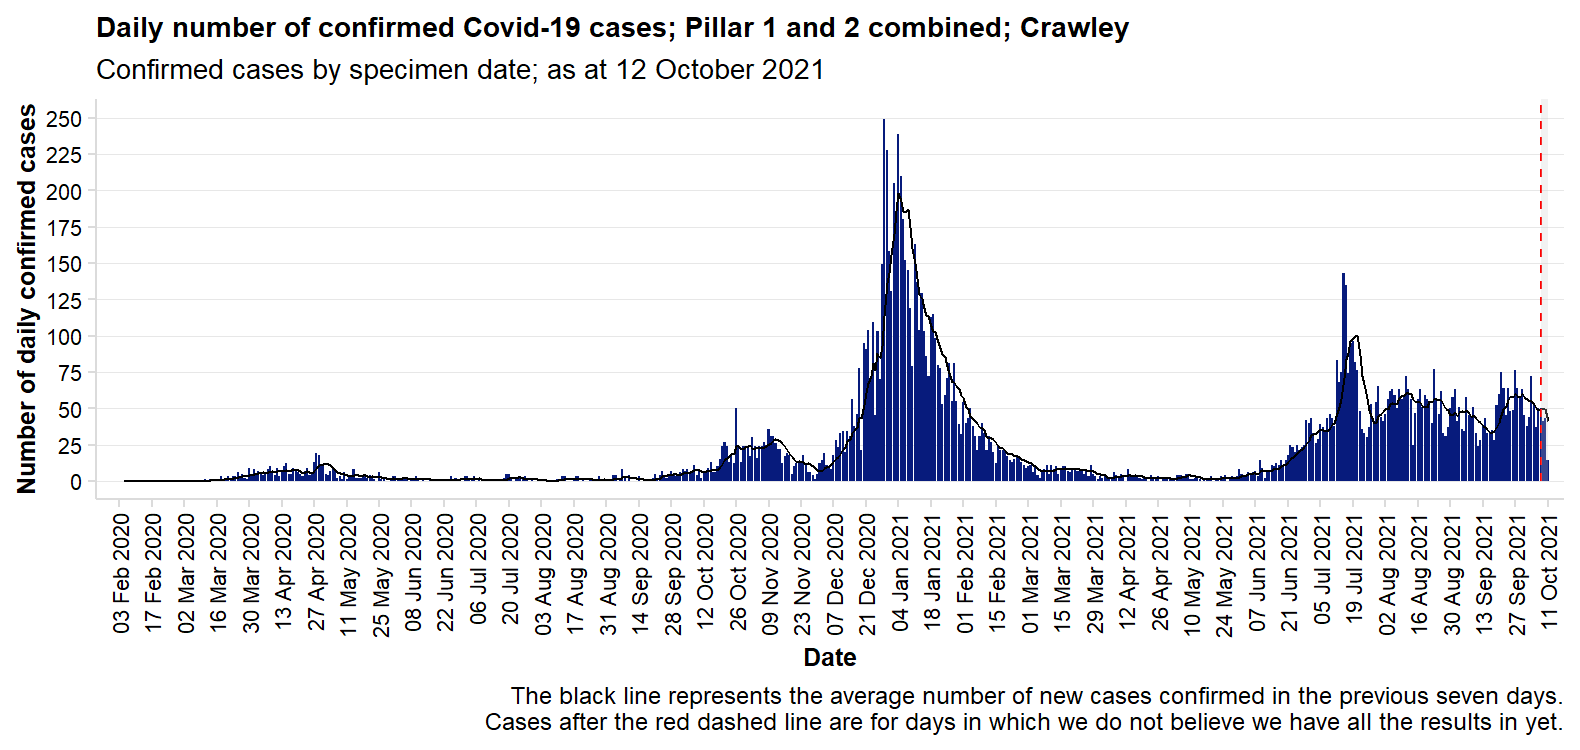 Daily number of confirmed Covid-19 cases; Pillar 1 and 2 combined; Crawley
Confirmed cases by specimen date; as at 12 October 2021
Number of daily confirmed cases
250
225
200
175
150
125
100
75
50
25
0
03 Feb 2020
17 Feb 2020
02 Mar 2020
16 Mar 2020
30 Mar 2020
13 Apr 2020
27 Apr 2020
11 May 2020
25 May 2020
08 Jun 2020
22 Jun 2020
06 Jul 2020
20 Jul 2020
03 Aug 2020
17 Aug 2020
31 Aug 2020
14 Sep 2020
28 Sep 2020
12 Oct 2020
26 Oct 2020
09 Nov 2020
23 Nov 2020
07 Dec 2020
21 Dec 2020
04 Jan 2021
18 Jan 2021
01 Feb 2021
15 Feb 2021
01 Mar 2021
15 Mar 2021
29 Mar 2021
12 Apr 2021
26 Apr 2021
10 May 2021
24 May 2021
07 Jun 2021
21 Jun 2021
05 Jul 2021
19 Jul 2021
02 Aug 2021
16 Aug 2021
30 Aug 2021
13 Sep 2021
27 Sep 2021
11 Oct 2021
Date
The black line represents the average number of new cases confirmed in the previous seven days.
Cases after the red dashed line are for days in which we do not believe we have all the results in yet.